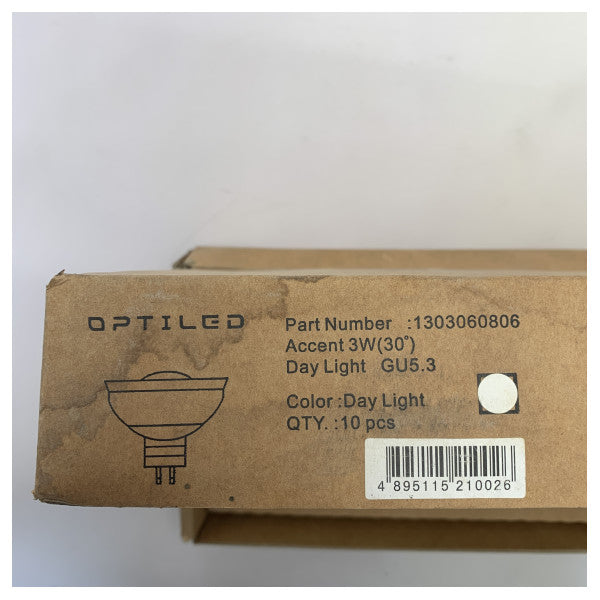 OPTILED
Part Number :1303060806
Accent 3W(30°)
Day Light GU5.3
Color :Day Light
QTY. :10 pcs
4 895115 210026